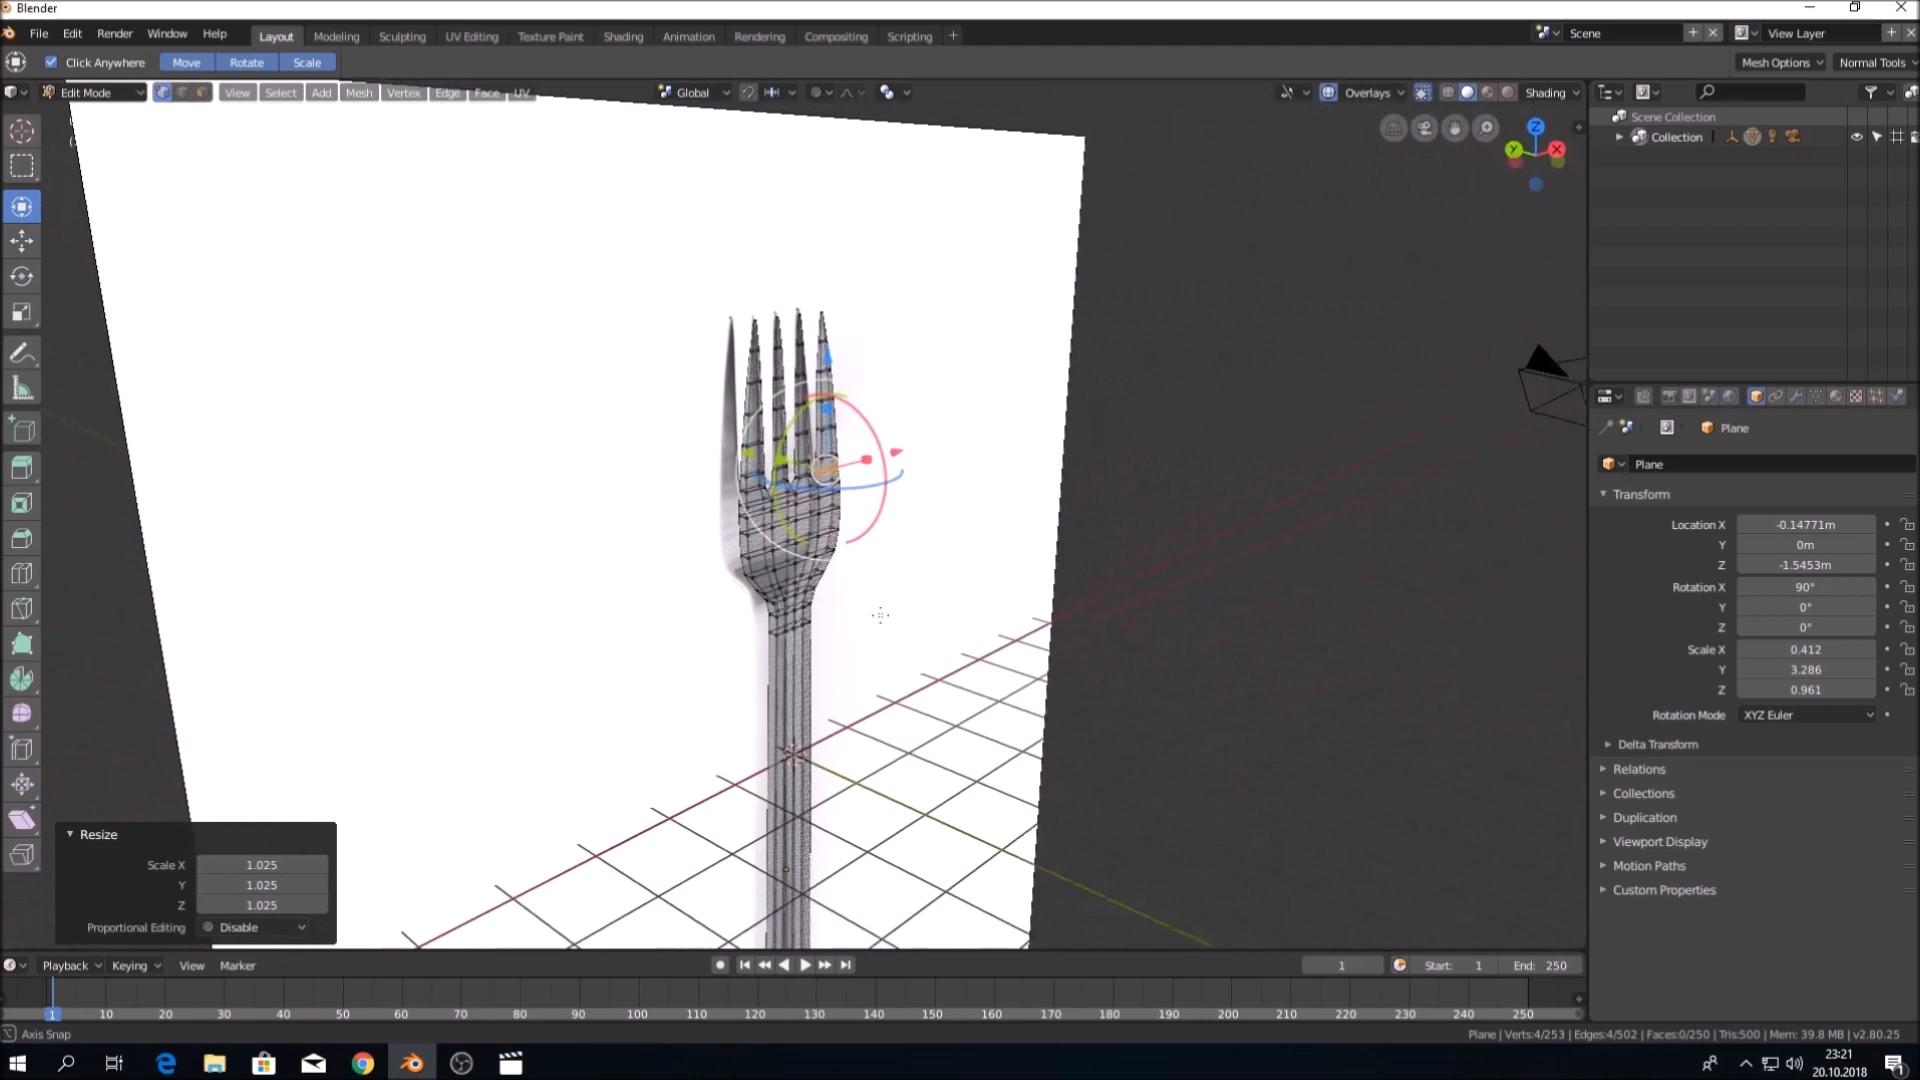 Blender
File Edit Render Window Help Layout Modeling Sculpting UV Editing Texture Paint Shading Animation Rendering Compositing Scripting + Scene View Layer
Click Anywhere Move Rotate Scale Mesh Options Normal Tools
Edit Mode View Select Add Mesh Vertex Edge Face UV Global Overlays Shading
Scene Collection
Collection
Z
Y X
Plane
Plane
Transform
Location X -0.14771m
Y 0m
Z -1.5453m
Rotation X 90°
Y 0°
Z 0°
Scale X 0.412
Y 3.286
Z 0.961
Rotation Mode XYZ Euler
Delta Transform
Relations
Collections
Duplication
Viewport Display
Motion Paths
Custom Properties
Resize
Scale X 1.025
Y 1.025
Z 1.025
Proportional Editing Disable
Playback Keying View Marker 1 Start: 1 End: 250
1 10 20 30 40 50 60 70 80 90 100 110 120 130 140 150 160 170 180 190 200 210 220 230 240 250
Axis Snap Plane | Verts:4/253 | Edges:4/502 | Faces:0/250 | Tris:500 | Mem: 39.8 MB | v2.80.25
23:21
20.10.2018
1